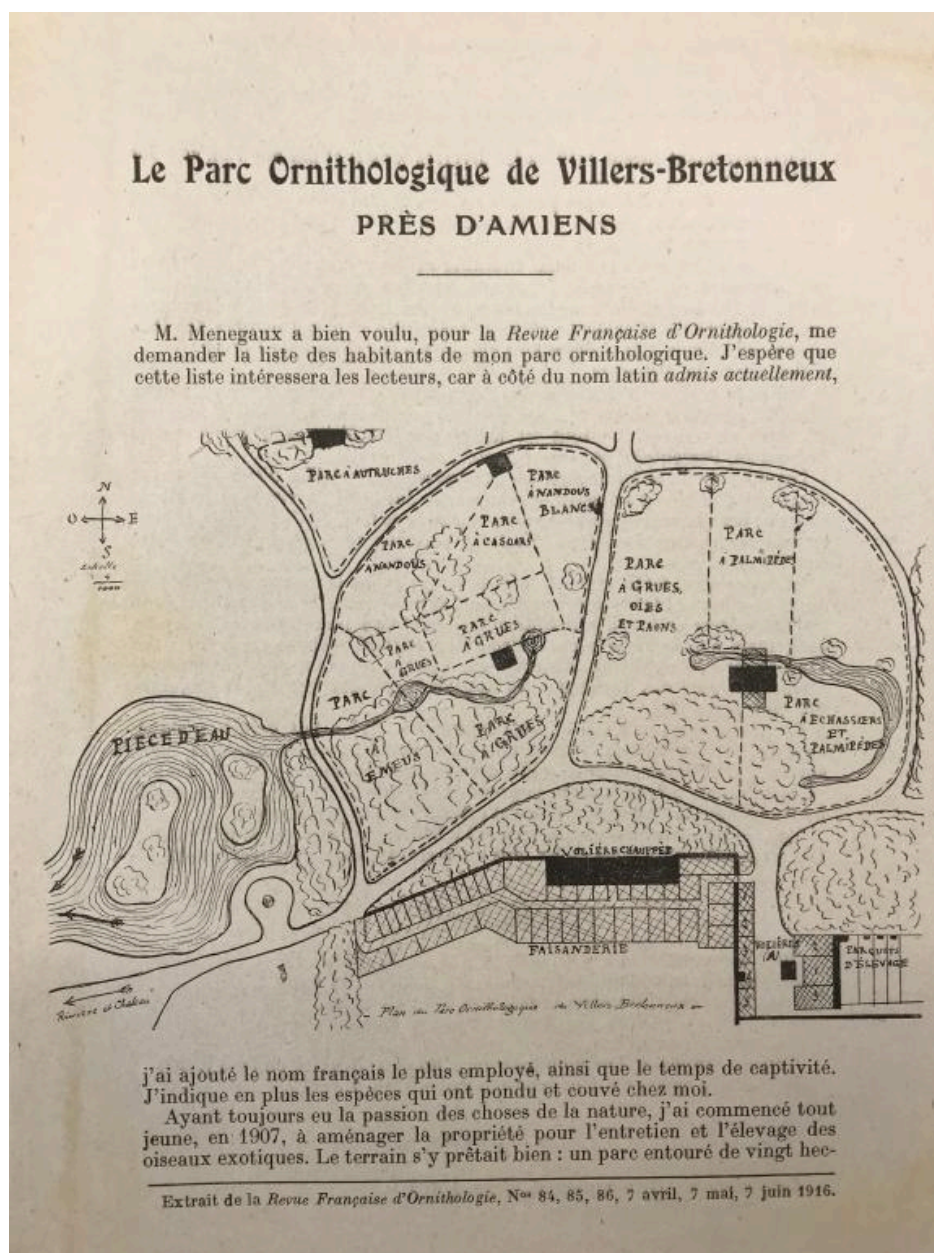 Le Parc Ornithologique de Villers-Bretonneux
PRÈS D'AMIENS
M. Menegaux a bien voulu, pour la Revue Française d'Ornithologie, me
demander la liste des habitants de mon parc ornithologique. J'espère que
cette liste intéressera les lecteurs, car à côté du nom latin admis actuellement,
N
O E
S
PARC À AUTRUCHES
PARC
À NANDOUS
BLANCS
PARC
À CASOARS
PARC
À NANDOUS
PARC
À GRUES
PARC
À GRUES
PARC
À
EMEUS
PARC
À GRUES
PARC
À GRUES,
OIES
ET PAONS
PARC
À PALMIPÈDES
PARC
À ECHASSIERS
ET
PALMIPÈDES
PIÈCE D'EAU
VOLIÈRE CHAUFFÉE
FAISANDERIE
VOLIÈRES
(A)
PARQUETS
D'ÉLEVAGE
Rivière et Chateau
Plan du Parc Ornithologique de Villers-Bretonneux
j'ai ajouté le nom français le plus employé, ainsi que le temps de captivité.
J'indique en plus les espèces qui ont pondu et couvé chez moi.
Ayant toujours eu la passion des choses de la nature, j'ai commencé tout
jeune, en 1907, à aménager la propriété pour l'entretien et l'élevage des
oiseaux exotiques. Le terrain s'y prêtait bien : un parc entouré de vingt hec-
Extrait de la Revue Française d'Ornithologie, Nos 84, 85, 86, 7 avril, 7 mai, 7 juin 1916.